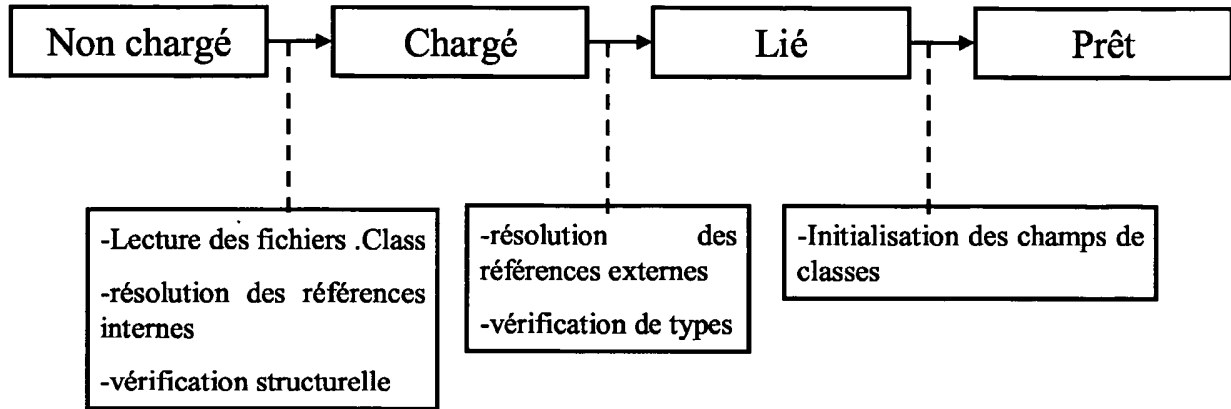 Non chargé
Chargé
Lié
Prêt
-Lecture des fichiers .Class
-résolution des références
internes
-vérification structurelle
-résolution des
références externes
-vérification de types
-Initialisation des champs de
classes